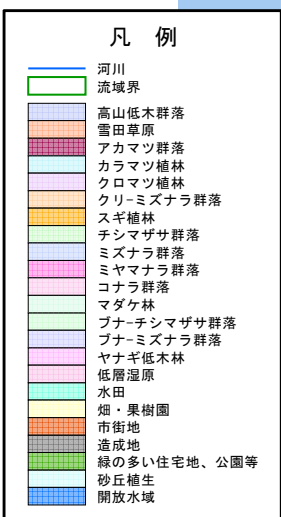 凡 例
河川
流域界
高山低木群落
雪田草原
アカマツ群落
カラマツ植林
クロマツ植林
クリ-ミズナラ群落
スギ植林
チシマザサ群落
ミズナラ群落
ミヤマナラ群落
コナラ群落
マダケ林
ブナ-チシマザサ群落
ブナ-ミズナラ群落
ヤナギ低木林
低層湿原
水田
畑・果樹園
市街地
造成地
緑の多い住宅地、公園等
砂丘植生
開放水域